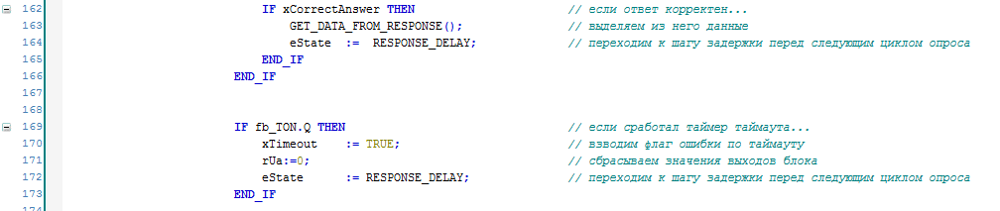 162 IF xCorrectAnswer THEN // если ответ корректен...
163 GET_DATA_FROM_RESPONSE(); // выделяем из него данные
164 eState := RESPONSE_DELAY; // переходим к шагу задержки перед следующим циклом опроса
165 END_IF
166 END_IF
167
168
169 IF fb_TON.Q THEN // если сработал таймер таймаута...
170 xTimeout := TRUE; // взводим флаг ошибки по таймауту
171 rUa:=0; // сбрасываем значения выходов блока
172 eState := RESPONSE_DELAY; // переходим к шагу задержки перед следующим циклом опроса
173 END_IF
174